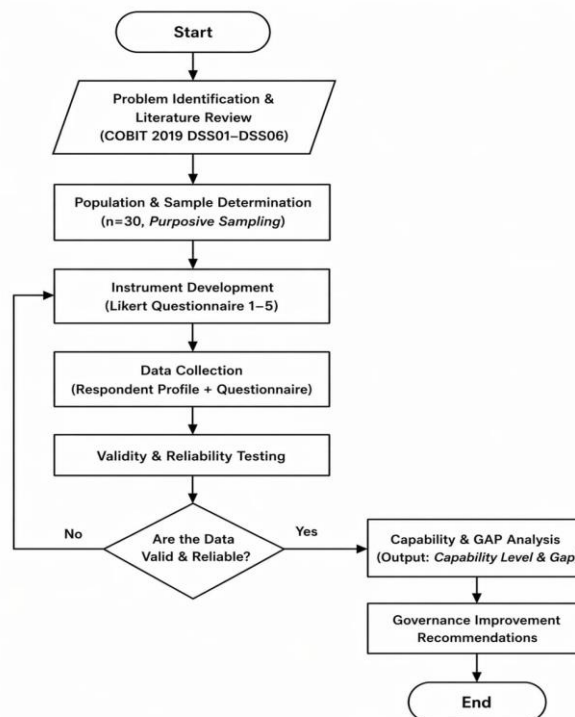 Start
Problem Identification &
Literature Review
(COBIT 2019 DSS01–DSS06)
Population & Sample Determination
(n=30, Purposive Sampling)
Instrument Development
(Likert Questionnaire 1–5)
Data Collection
(Respondent Profile + Questionnaire)
Validity & Reliability Testing
Are the Data
Valid & Reliable?
No
Yes
Capability & GAP Analysis
(Output: Capability Level & Gap
Governance Improvement
Recommendations
End